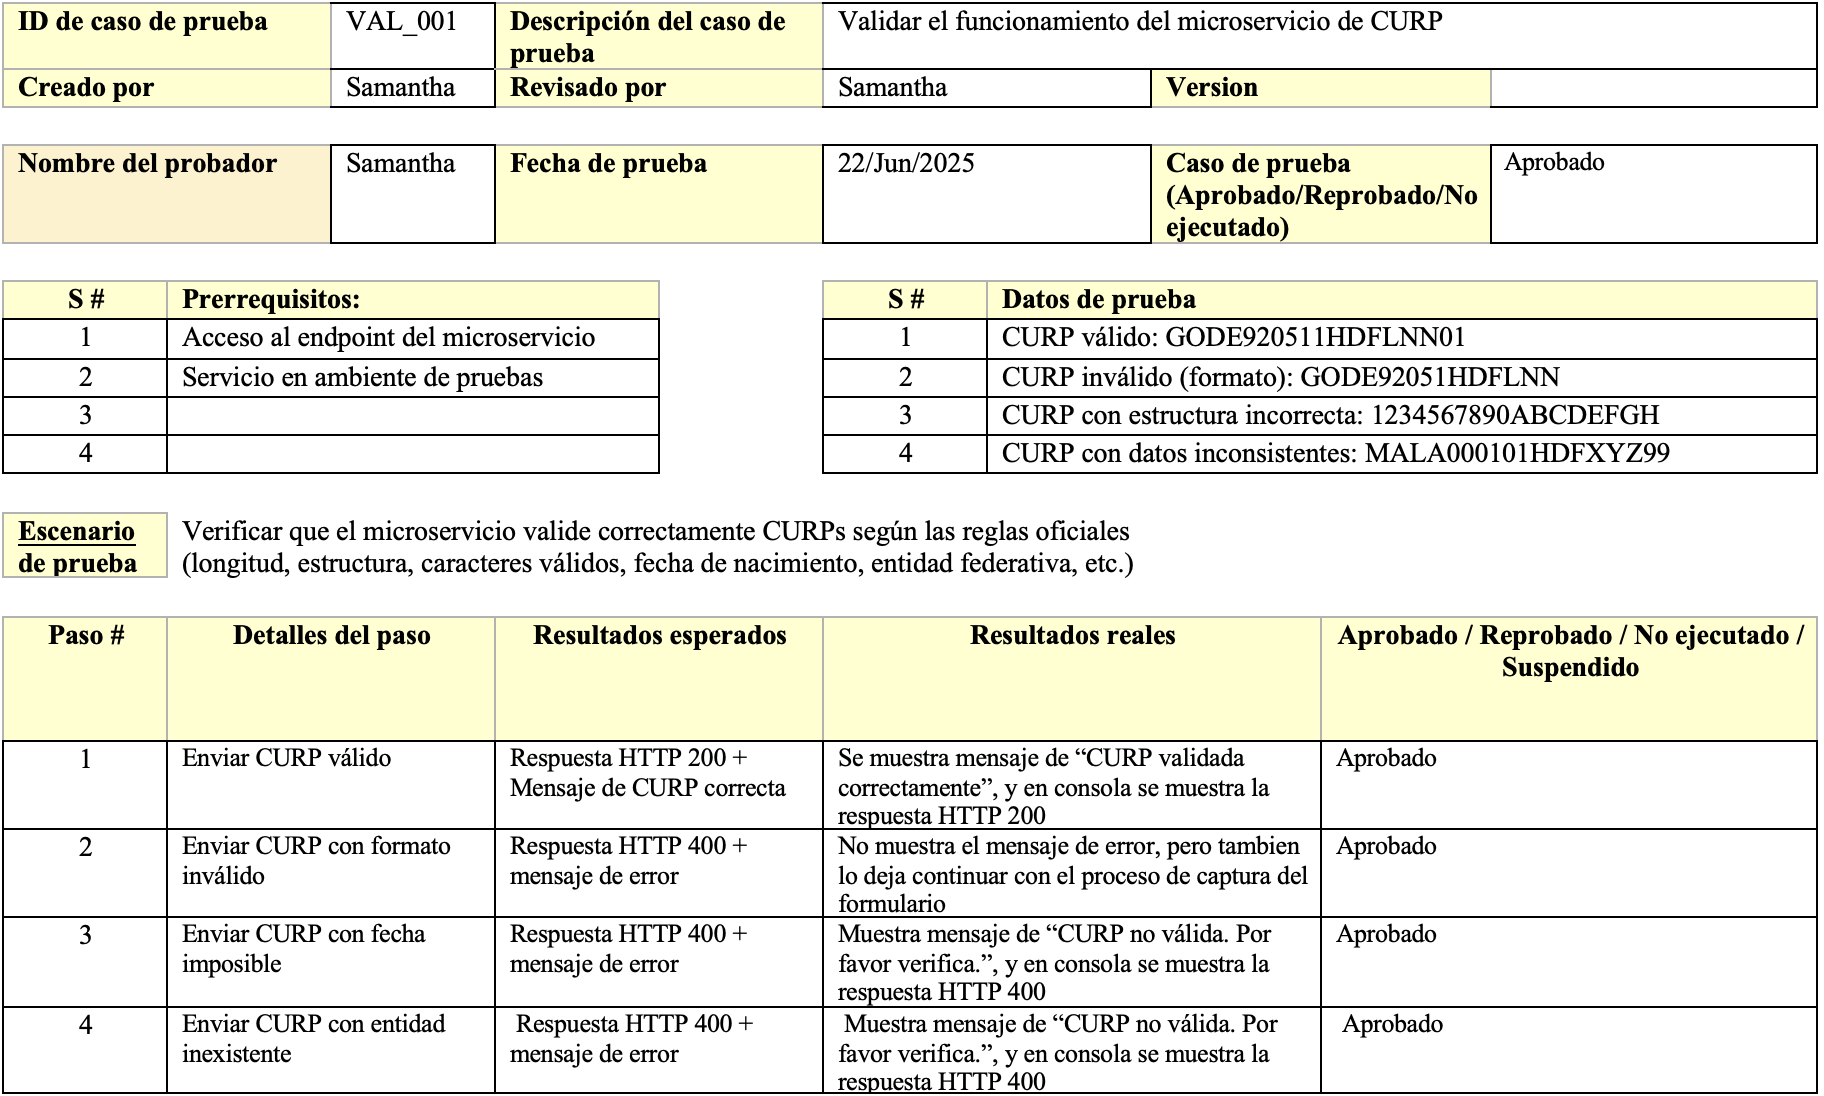 ID de caso de prueba VAL_001 Descripción del caso de Validar el funcionamiento del microservicio de CURP
prueba
Creado por Samantha Revisado por Samantha Version
Nombre del probador Samantha Fecha de prueba 22/Jun/2025 Caso de prueba Aprobado
(Aprobado/Reprobado/No
ejecutado)
S # Prerrequisitos:
1 Acceso al endpoint del microservicio
2 Servicio en ambiente de pruebas
3
4
S # Datos de prueba
1 CURP válido: GODE920511HDFLNN01
2 CURP inválido (formato): GODE92051HDFLNN
3 CURP con estructura incorrecta: 1234567890ABCDEFGH
4 CURP con datos inconsistentes: MALA000101HDFXYZ99
Escenario
de prueba
Verificar que el microservicio valide correctamente CURPs según las reglas oficiales
(longitud, estructura, caracteres válidos, fecha de nacimiento, entidad federativa, etc.)
Paso # Detalles del paso Resultados esperados Resultados reales Aprobado / Reprobado / No ejecutado /
Suspendido
1 Enviar CURP válido Respuesta HTTP 200 + Se muestra mensaje de “CURP validada Aprobado
Mensaje de CURP correcta correctamente”, y en consola se muestra la
respuesta HTTP 200
2 Enviar CURP con formato Respuesta HTTP 400 + No muestra el mensaje de error, pero tambien Aprobado
inválido mensaje de error lo deja continuar con el proceso de captura del
formulario
3 Enviar CURP con fecha Respuesta HTTP 400 + Muestra mensaje de “CURP no válida. Por Aprobado
imposible mensaje de error favor verifica.”, y en consola se muestra la
respuesta HTTP 400
4 Enviar CURP con entidad Respuesta HTTP 400 + Muestra mensaje de “CURP no válida. Por Aprobado
inexistente mensaje de error favor verifica.”, y en consola se muestra la
respuesta HTTP 400